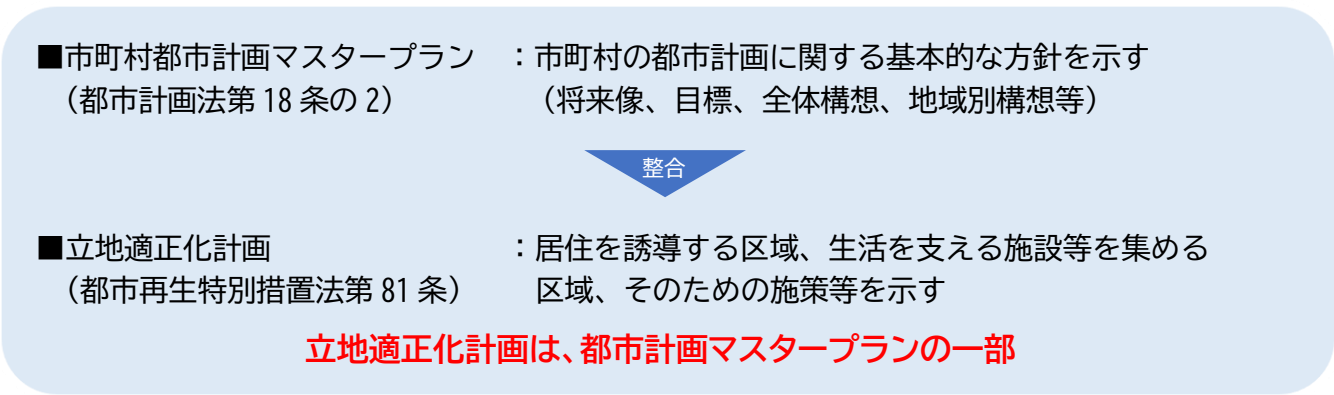 ■市町村都市計画マスタープラン ：市町村の都市計画に関する基本的な方針を示す
（都市計画法第 18 条の 2） （将来像、目標、全体構想、地域別構想等）
整合
■立地適正化計画 ：居住を誘導する区域、生活を支える施設等を集める
（都市再生特別措置法第 81 条） 区域、そのための施策等を示す
立地適正化計画は、都市計画マスタープランの一部